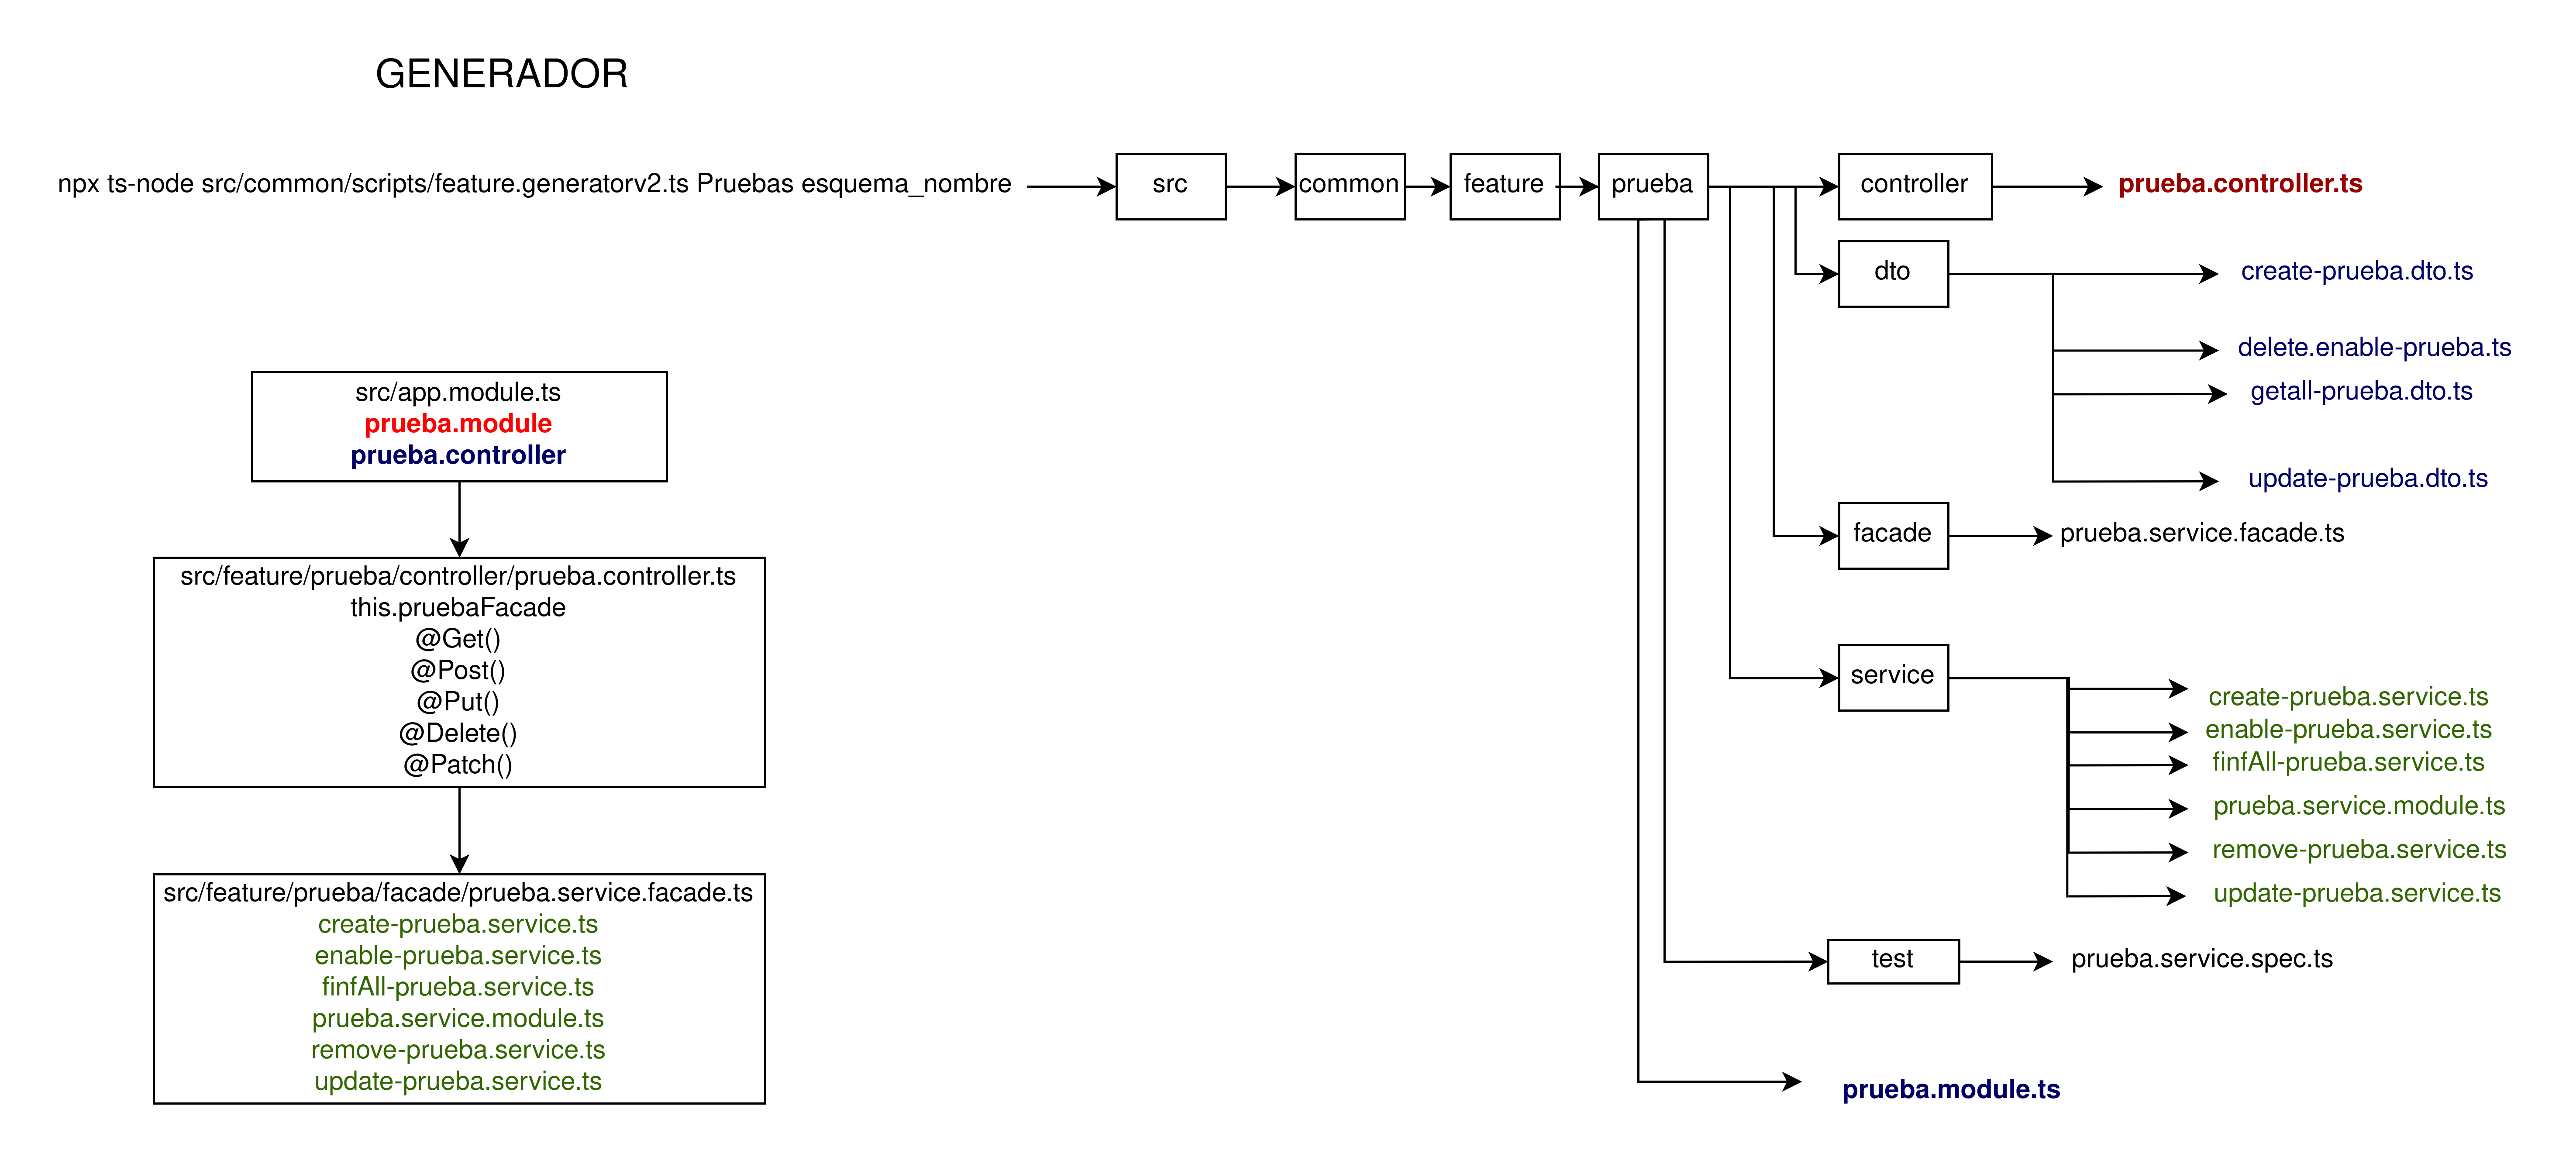 GENERADOR
npx ts-node src/common/scripts/feature.generatorv2.ts Pruebas esquema_nombre
src
common
feature
prueba
controller
prueba.controller.ts
dto
create-prueba.dto.ts
delete.enable-prueba.ts
getall-prueba.dto.ts
update-prueba.dto.ts
facade
prueba.service.facade.ts
service
create-prueba.service.ts
enable-prueba.service.ts
finfAll-prueba.service.ts
prueba.service.module.ts
remove-prueba.service.ts
update-prueba.service.ts
test
prueba.service.spec.ts
prueba.module.ts
src/app.module.ts
prueba.module
prueba.controller
src/feature/prueba/controller/prueba.controller.ts
this.pruebaFacade
@Get()
@Post()
@Put()
@Delete()
@Patch()
src/feature/prueba/facade/prueba.service.facade.ts
create-prueba.service.ts
enable-prueba.service.ts
finfAll-prueba.service.ts
prueba.service.module.ts
remove-prueba.service.ts
update-prueba.service.ts